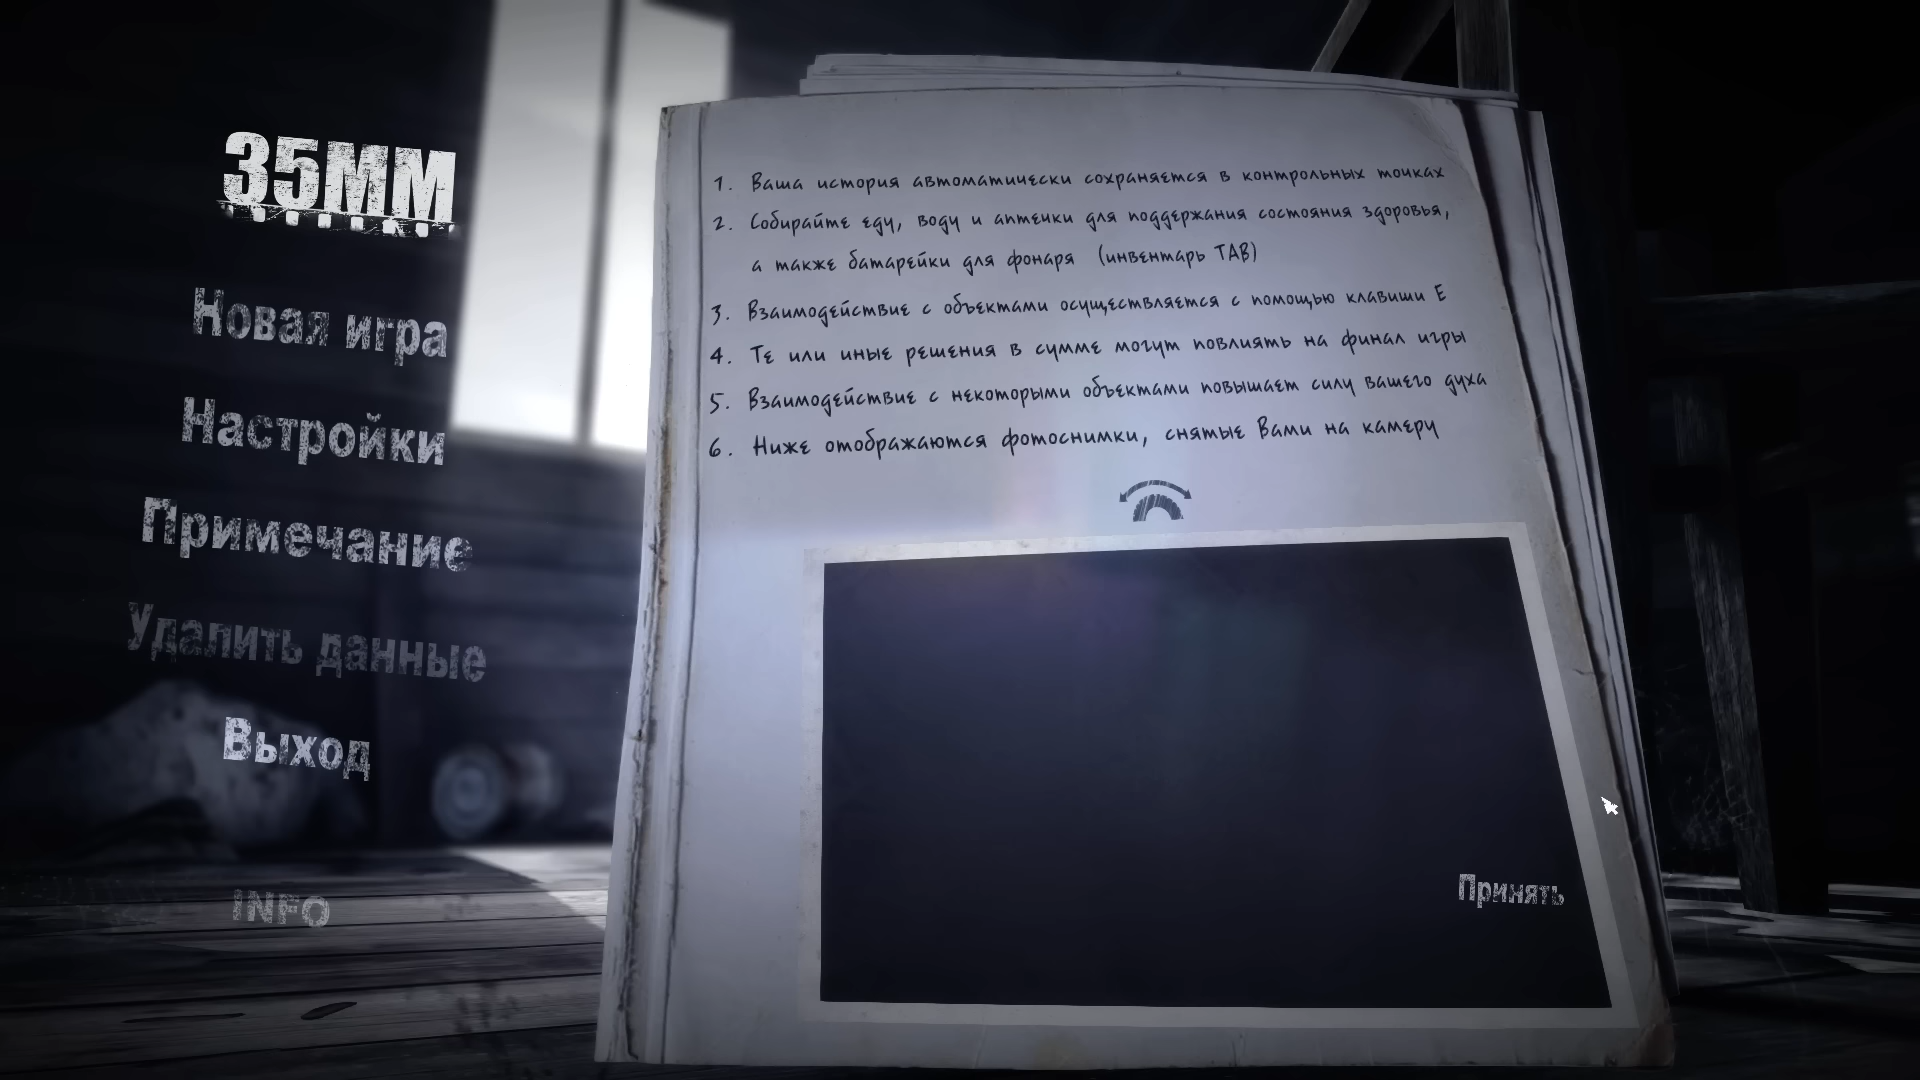 35MM
Новая игра
Настройки
Примечание
Удалить данные
Выход
INFO
1. Ваша история автоматически сохраняется в контрольных точках
2. Собирайте еду, воду и аптечки для поддержания состояния здоровья,
а также батарейки для фонаря (инвентарь TAB)
3. Взаимодействие с объектами осуществляется с помощью клавиши E
4. Те или иные решения в сумме могут повлиять на финал игры
5. Взаимодействие с некоторыми объектами повышает силу вашего духа
6. Ниже отображаются фотоснимки, снятые Вами на камеру
Принять